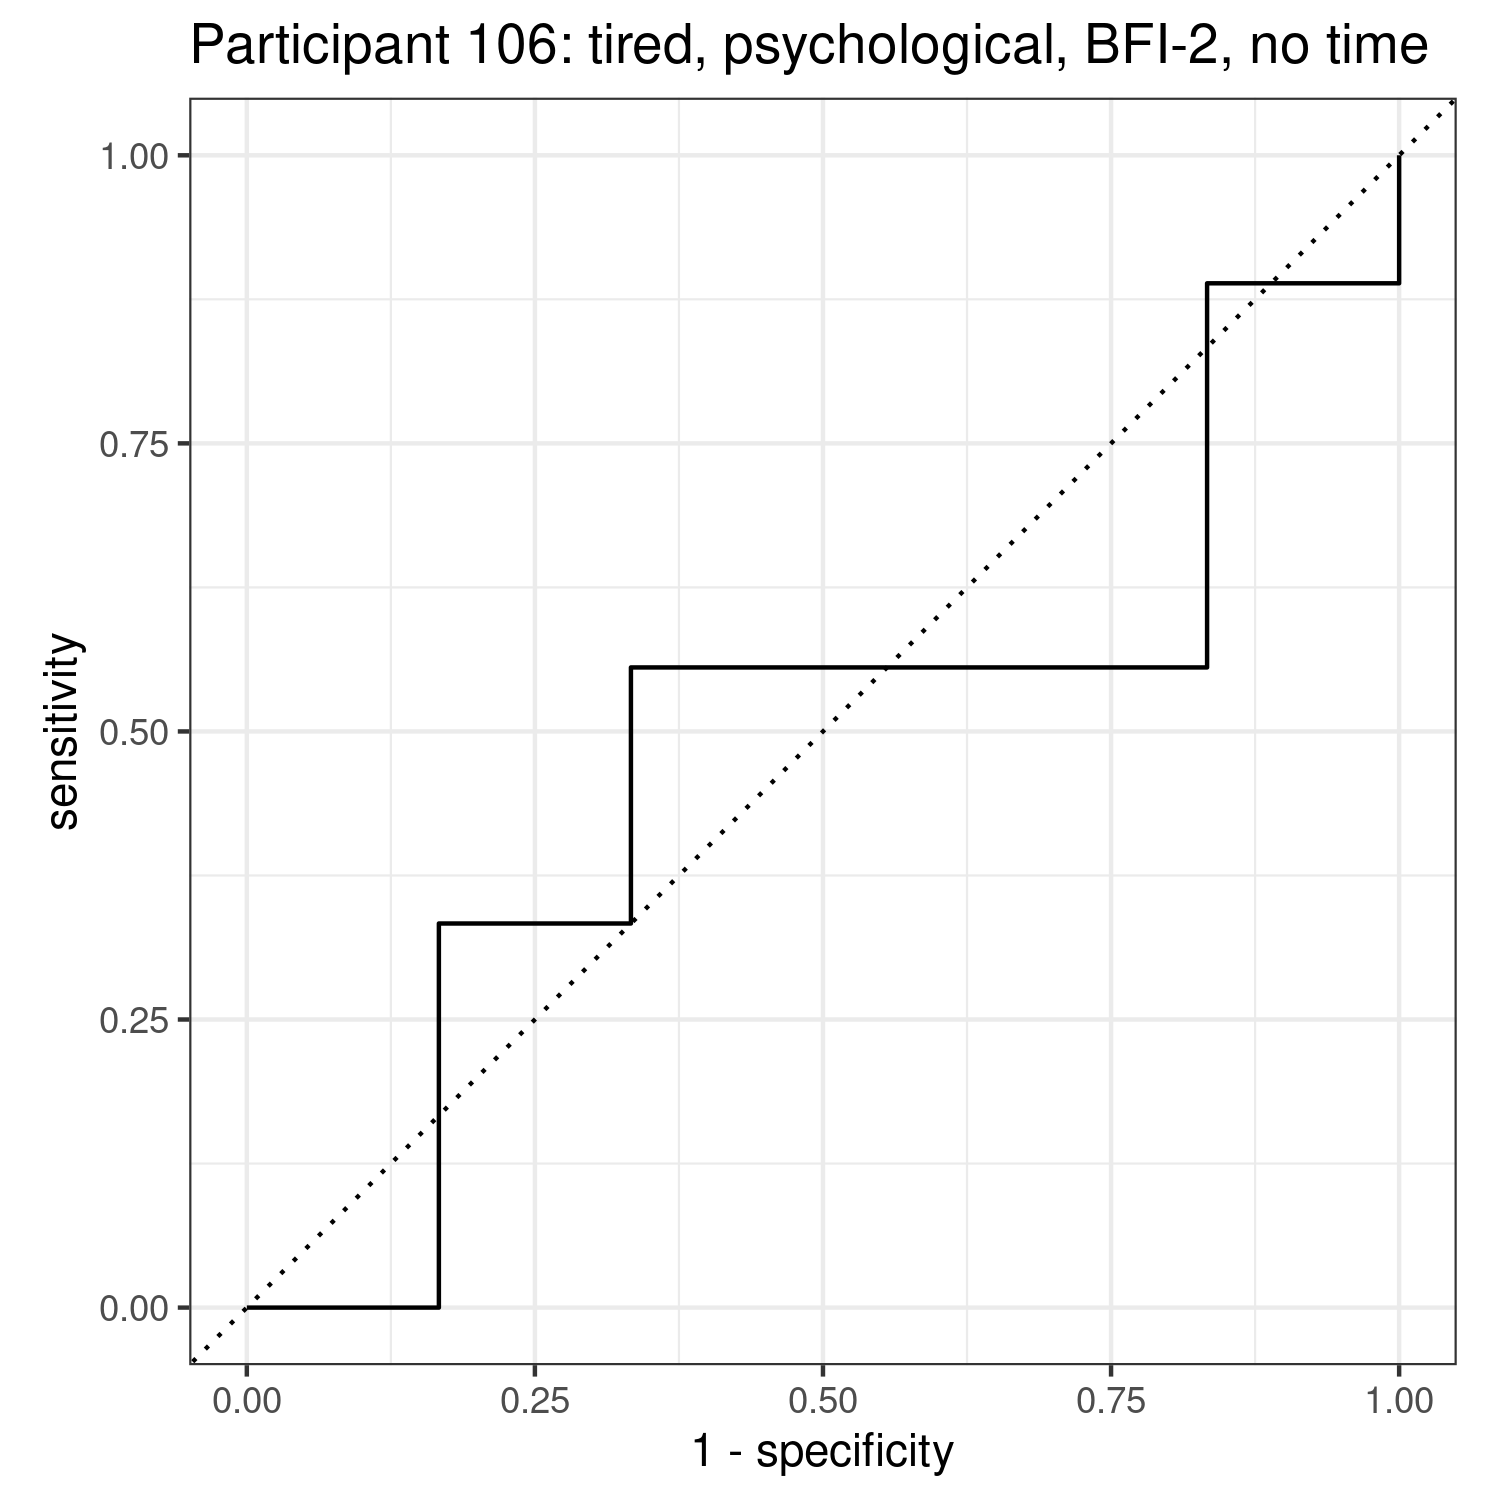 Participant 106: tired, psychological, BFI-2, no time
1.00
0.75
0.50
0.25
0.00
sensitivity
0.00 0.25 0.50 0.75 1.00
1 - specificity